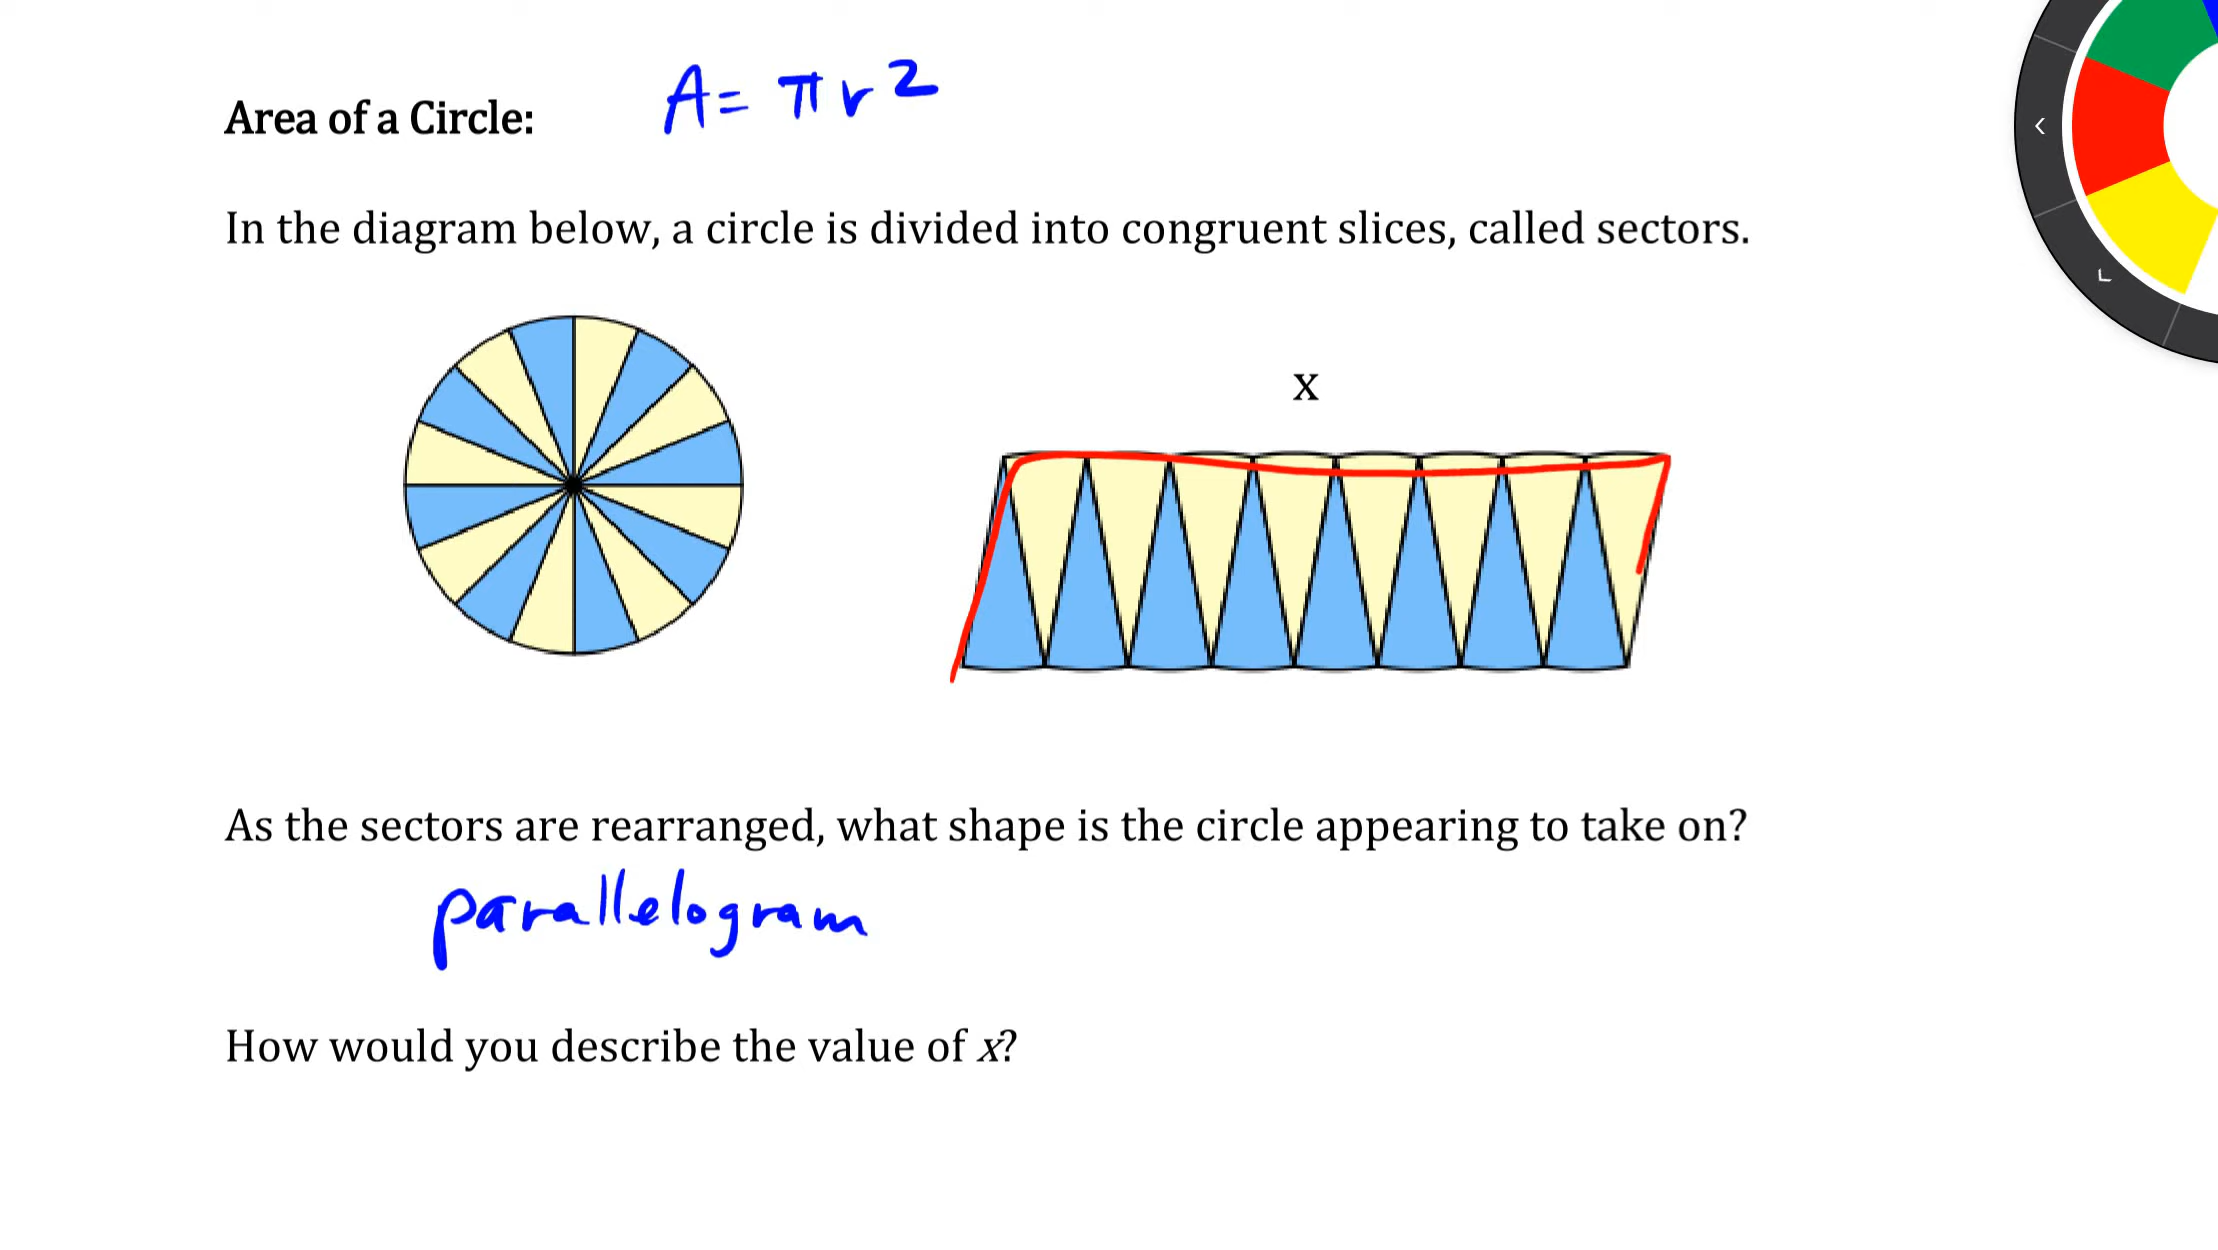 Area of a Circle: A = πr²
In the diagram below, a circle is divided into congruent slices, called sectors.
x
As the sectors are rearranged, what shape is the circle appearing to take on?
parallelogram
How would you describe the value of x?